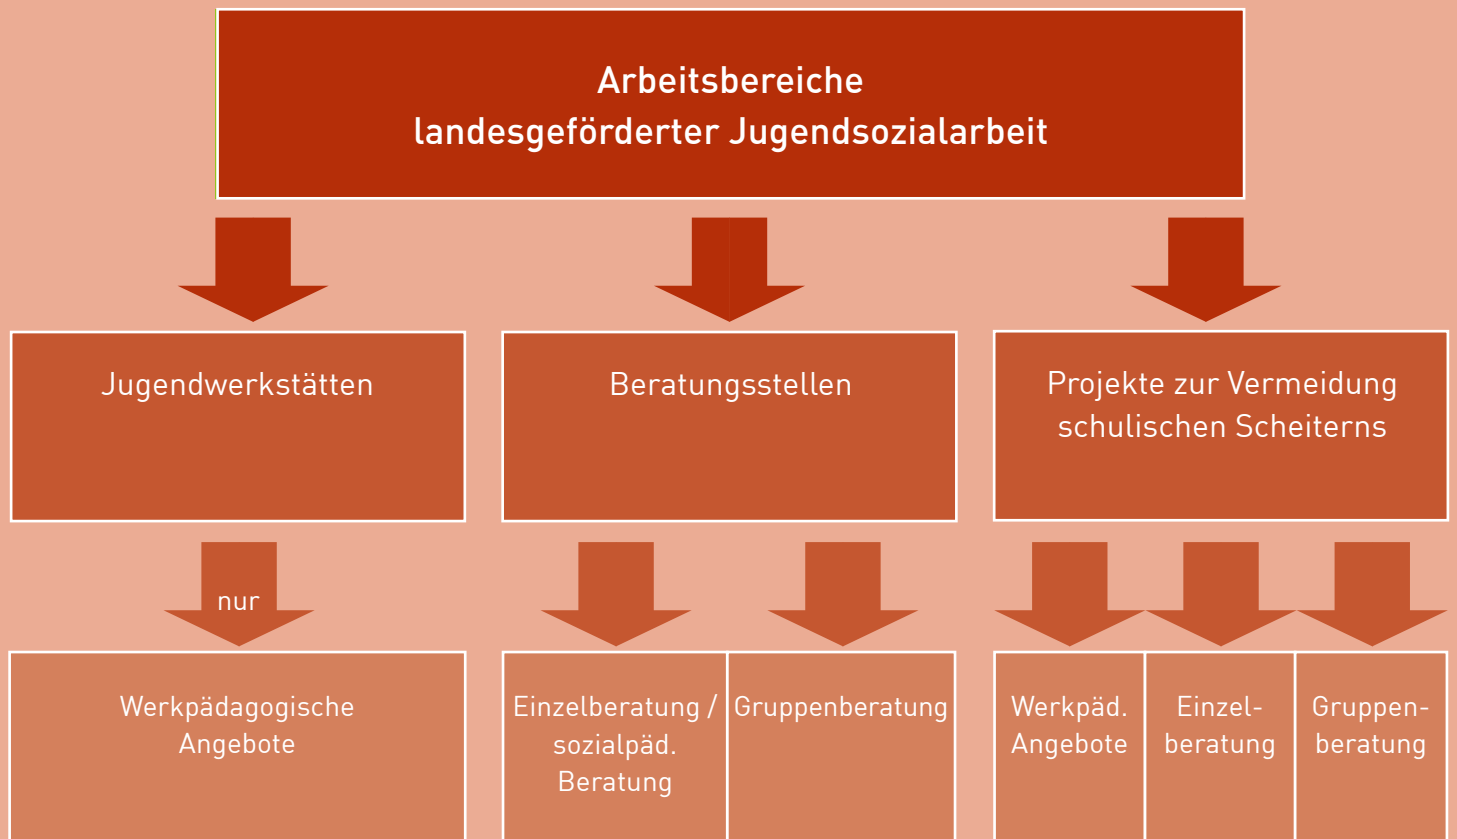 Arbeitsbereiche
landesgeförderter Jugendsozialarbeit
Jugendwerkstätten
Beratungsstellen
Projekte zur Vermeidung
schulischen Scheiterns
nur
Werkpädagogische
Angebote
Einzelberatung /
sozialpäd.
Beratung
Gruppenberatung
Werkpäd.
Angebote
Einzel-
beratung
Gruppen-
beratung